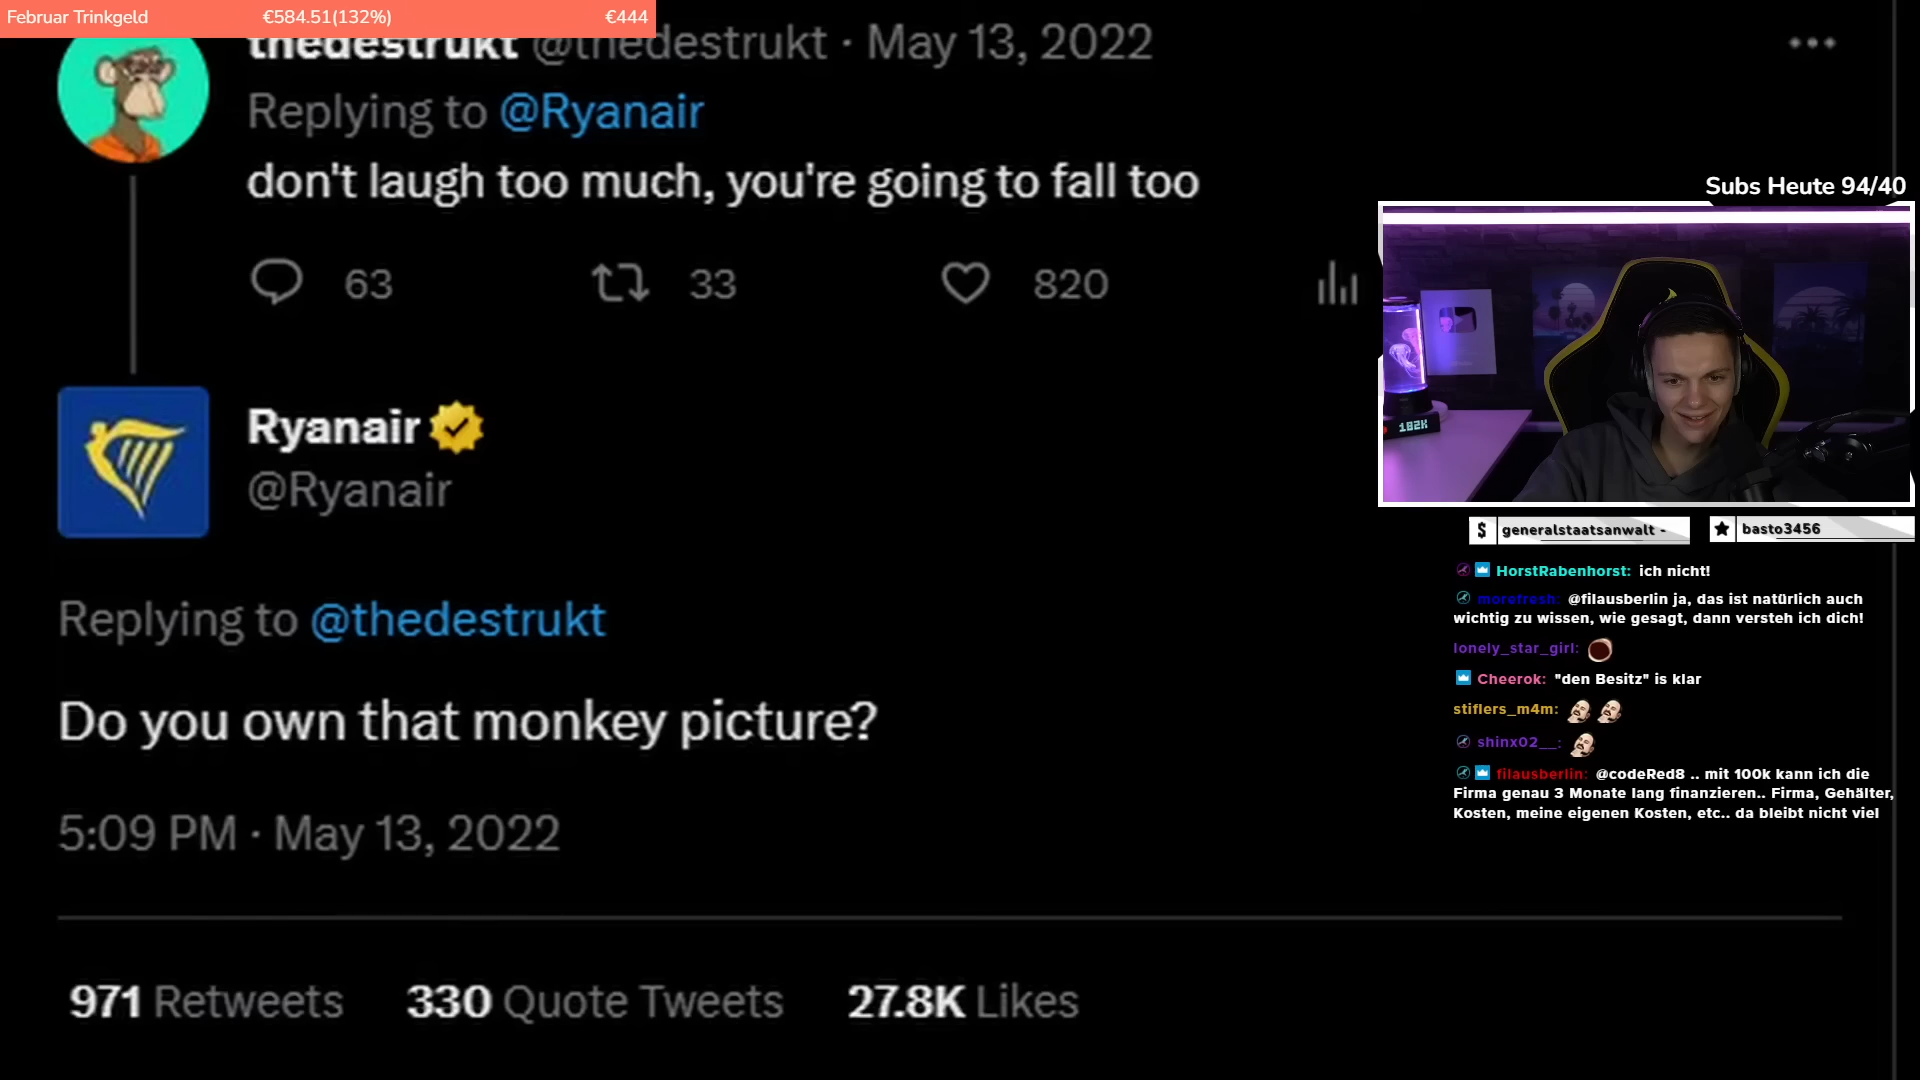 Februar Trinkgeld €584.51(132%) €444
thedestrukt @thedestrukt · May 13, 2022
Replying to @Ryanair
don't laugh too much, you're going to fall too
63 33 820
Ryanair
@Ryanair
Replying to @thedestrukt
Do you own that monkey picture?
5:09 PM · May 13, 2022
971 Retweets 330 Quote Tweets 27.8K Likes
Subs Heute 94/40
182K
$ generalstaatsanwalt -
basto3456
HorstRabenhorst: ich nicht!
morefresh: @filausberlin ja, das ist natürlich auch
wichtig zu wissen, wie gesagt, dann versteh ich dich!
lonely_star_girl:
Cheerok: "den Besitz" is klar
stiflers_m4m:
shinx02__:
filausberlin: @codeRed8 .. mit 100k kann ich die
Firma genau 3 Monate lang finanzieren.. Firma, Gehälter,
Kosten, meine eigenen Kosten, etc.. da bleibt nicht viel